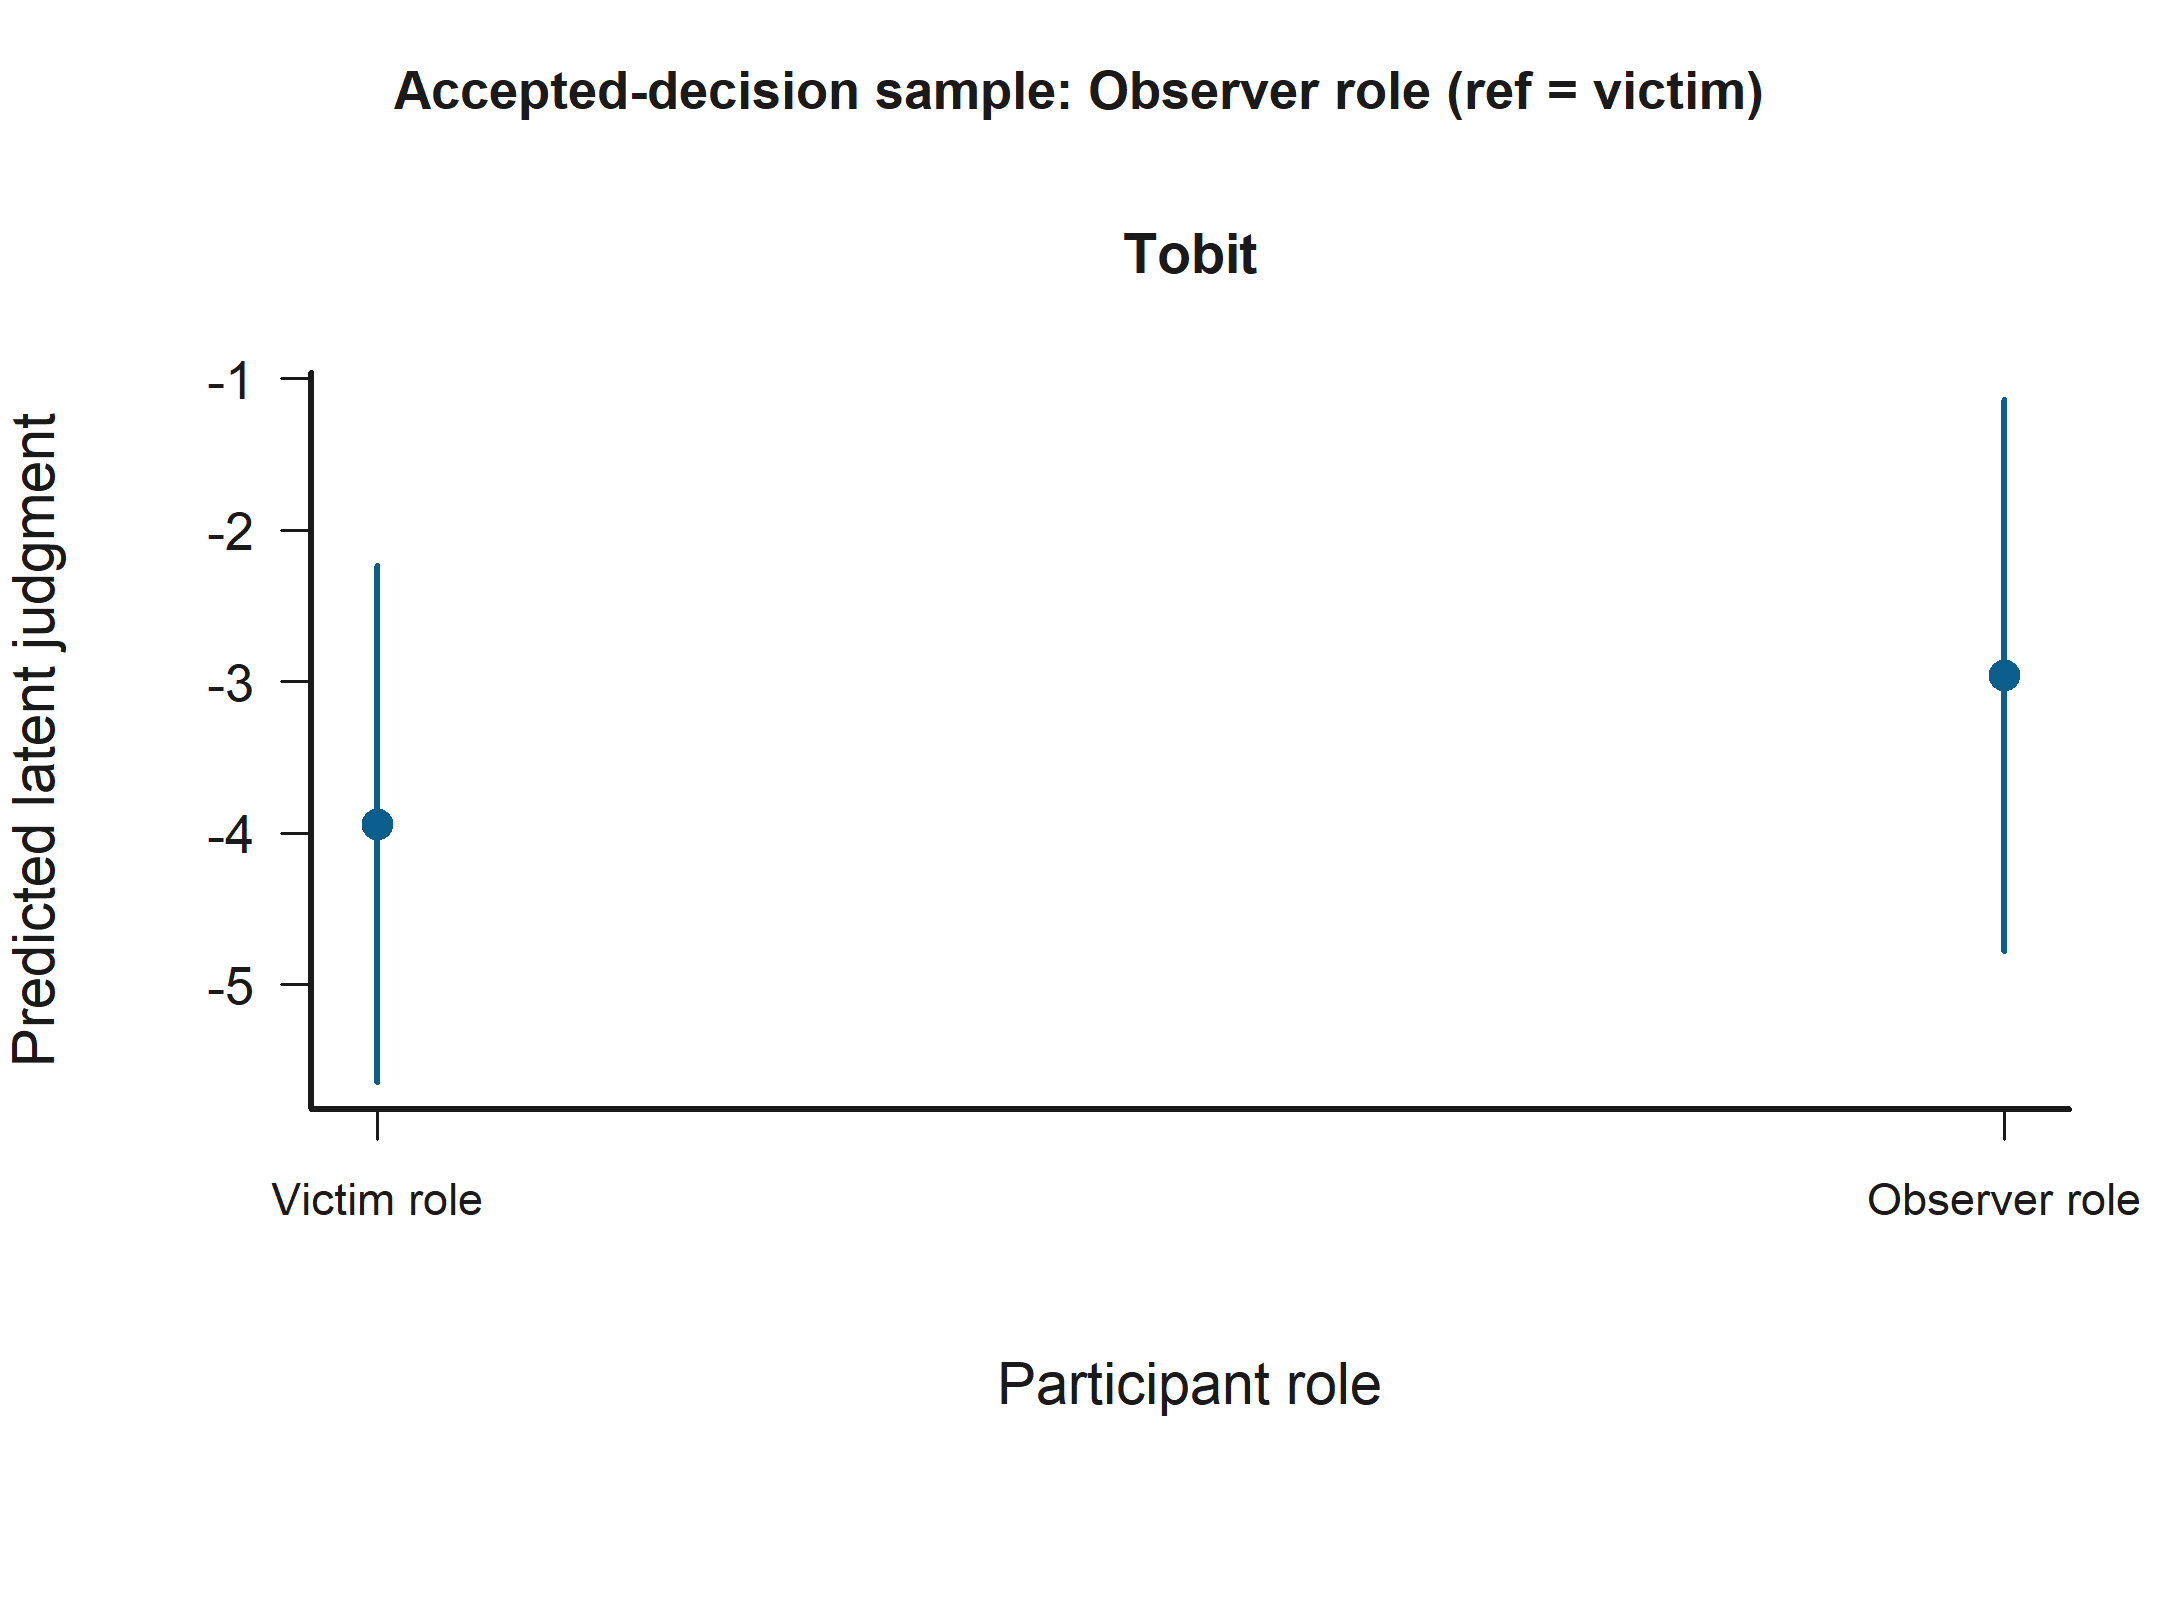 Accepted-decision sample: Observer role (ref = victim)
Tobit
Predicted latent judgment
-1
-2
-3
-4
-5
Victim role
Observer role
Participant role